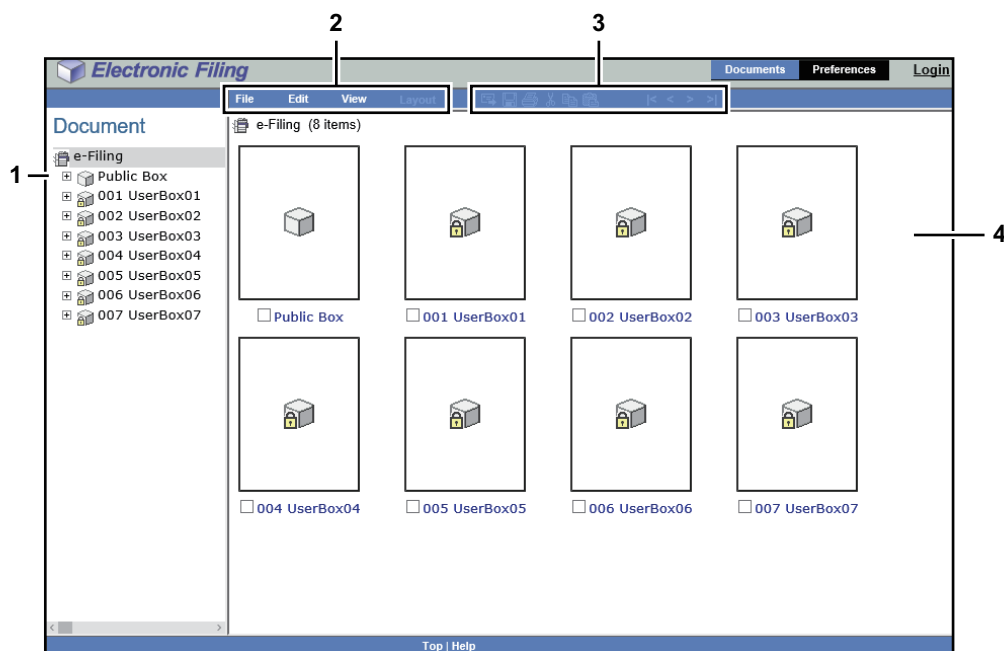 2 3
Electronic Filing Documents Preferences Login
File Edit View Layout |< < > >|
Document
e-Filing (8 items)
e-Filing
1
Public Box
001 UserBox01
002 UserBox02
003 UserBox03
004 UserBox04
005 UserBox05
006 UserBox06
007 UserBox07
4
Public Box 001 UserBox01 002 UserBox02 003 UserBox03
004 UserBox04 005 UserBox05 006 UserBox06 007 UserBox07
Top | Help